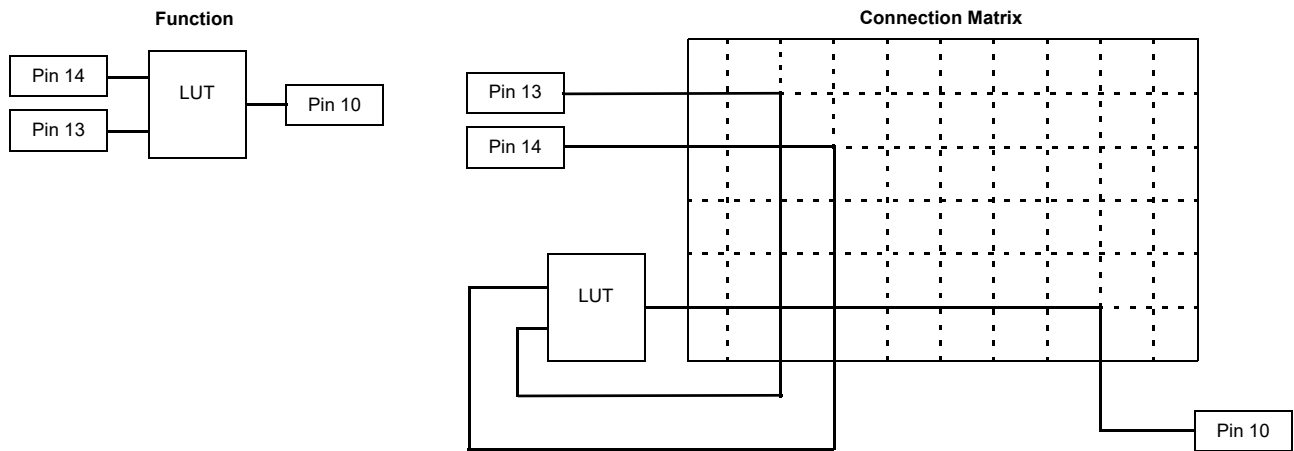 Function
Pin 14
Pin 13
LUT
Pin 10
Connection Matrix
Pin 13
Pin 14
LUT
Pin 10